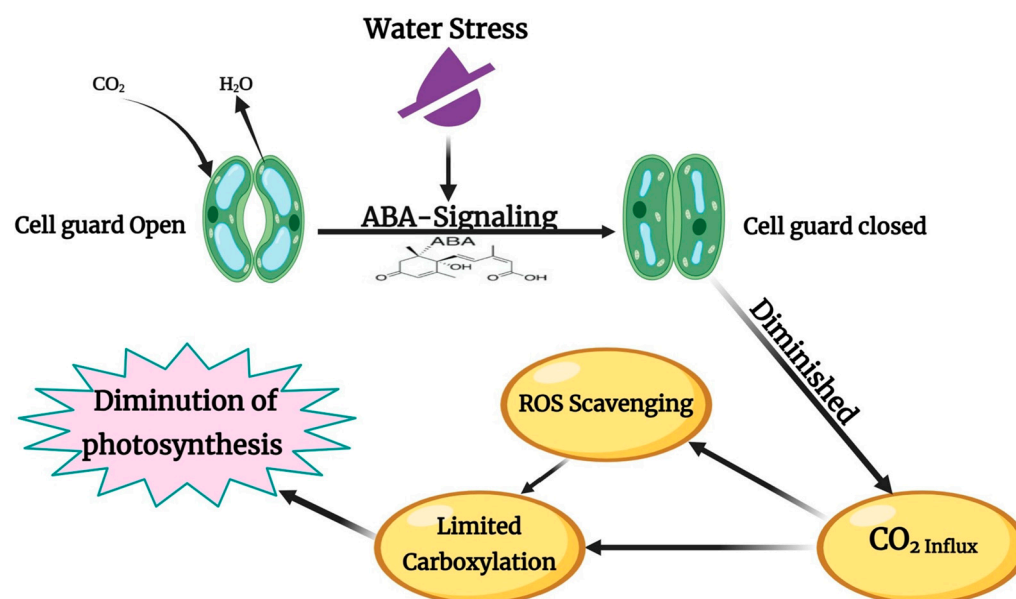 Water Stress
CO₂
H₂O
Cell guard Open
ABA-Signaling
ABA
OH
O
O
OH
Cell guard closed
Diminished
Diminution of
photosynthesis
ROS Scavenging
Limited
Carboxylation
CO₂ Influx